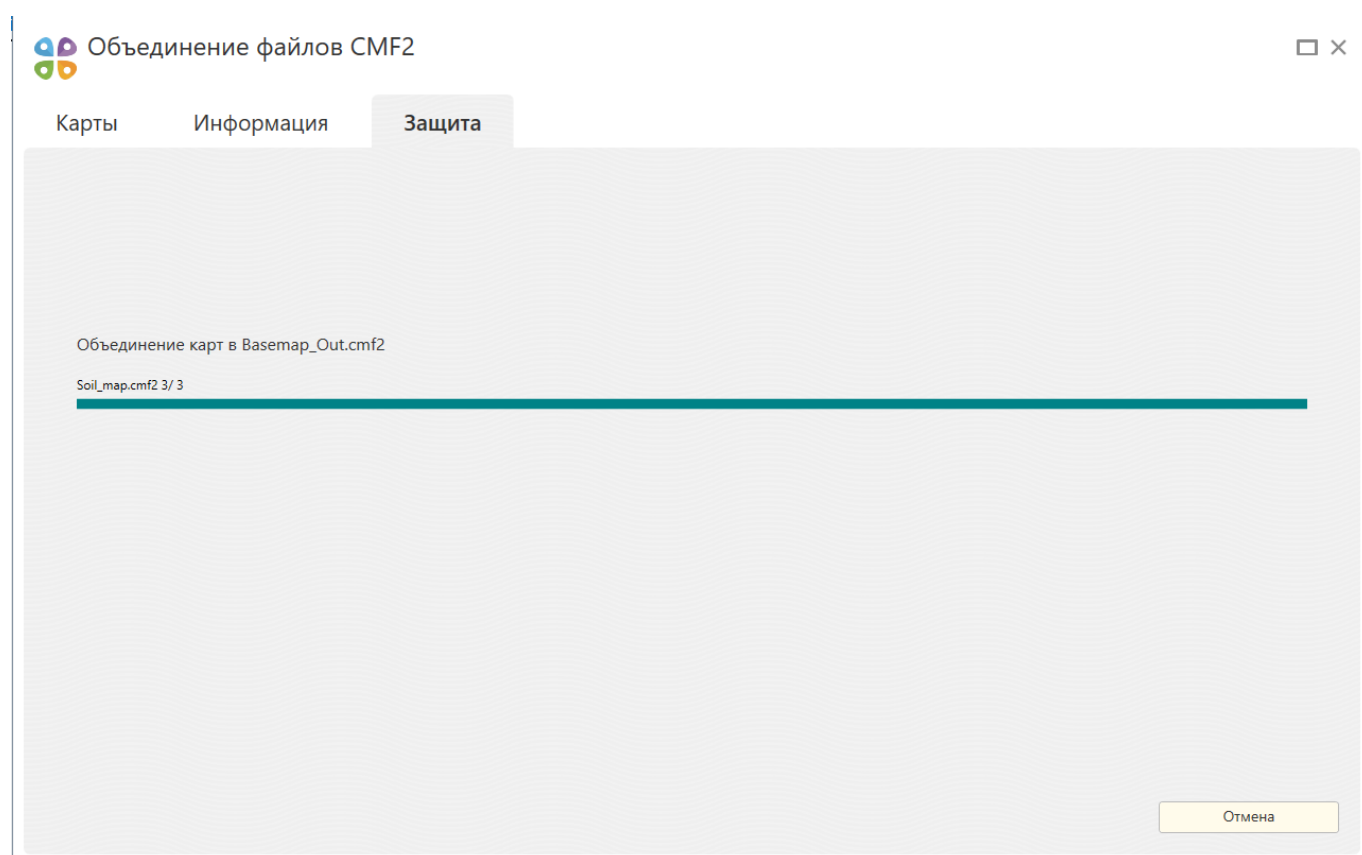 Объединение файлов CMF2
Карты Информация Защита
Объединение карт в Basemap_Out.cmf2
Soil_map.cmf2 3/ 3
Отмена